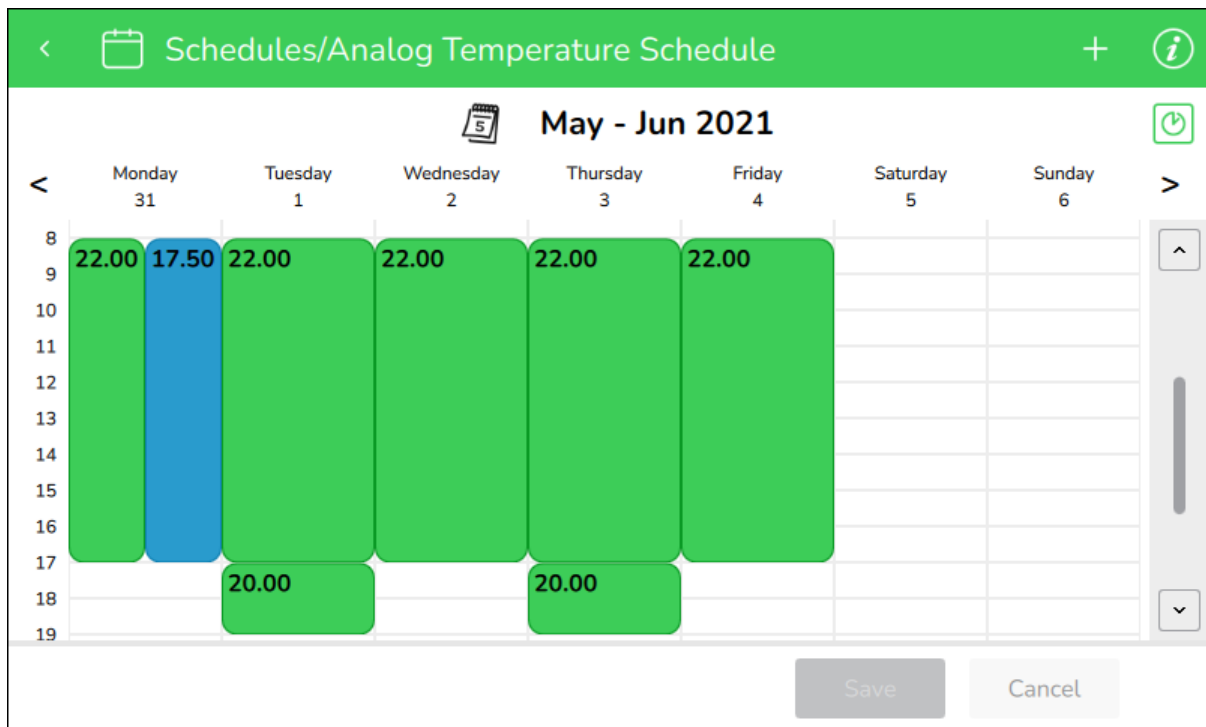 Schedules/Analog Temperature Schedule + i
5 May - Jun 2021
< Monday Tuesday Wednesday Thursday Friday Saturday Sunday >
31 1 2 3 4 5 6
8
22.00 17.50 22.00 22.00 22.00 22.00
9
10
11
12
13
14
15
16
17
20.00 20.00
18
19
Save Cancel